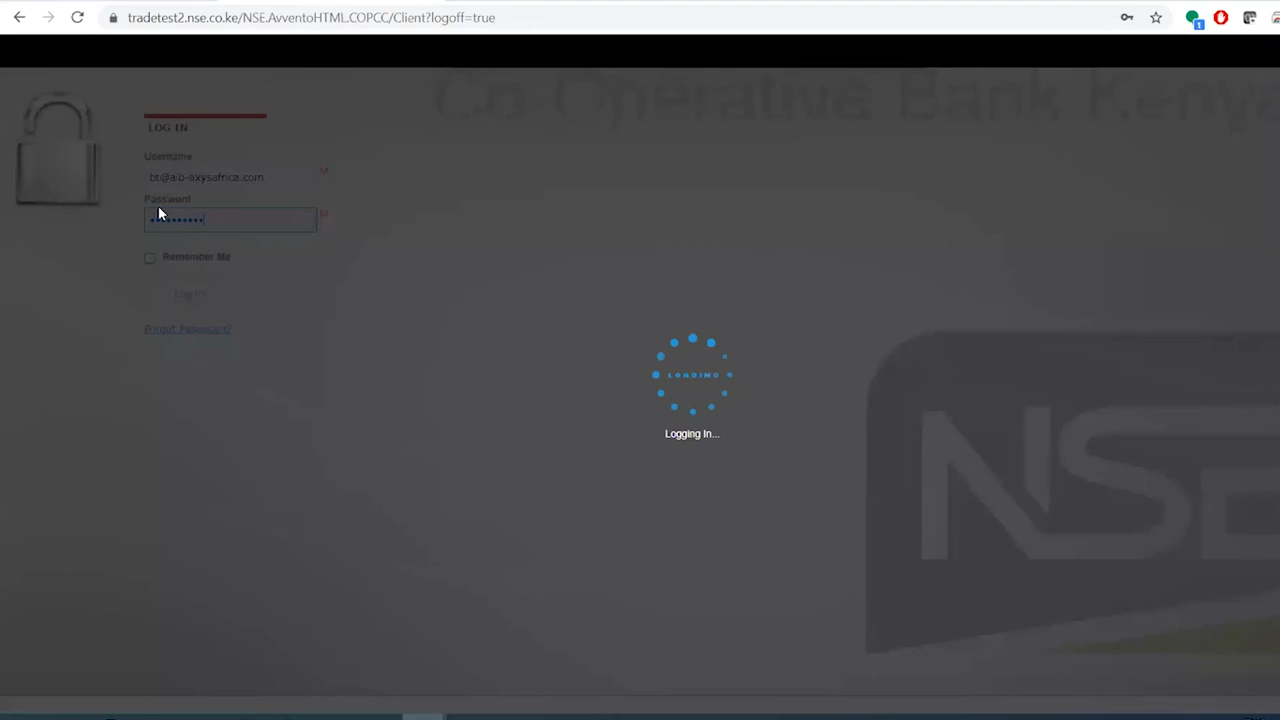 tradetest2.nse.co.ke/NSE.AvventoHTML.COPCC/Client?logoff=true
1
Co-Operative Bank Kenya
LOG IN
Username
M
bt@aib-axysafrica.com
Password
M
Remember Me
Log In
Forgot Password?
LOADING
Logging In...
NSE